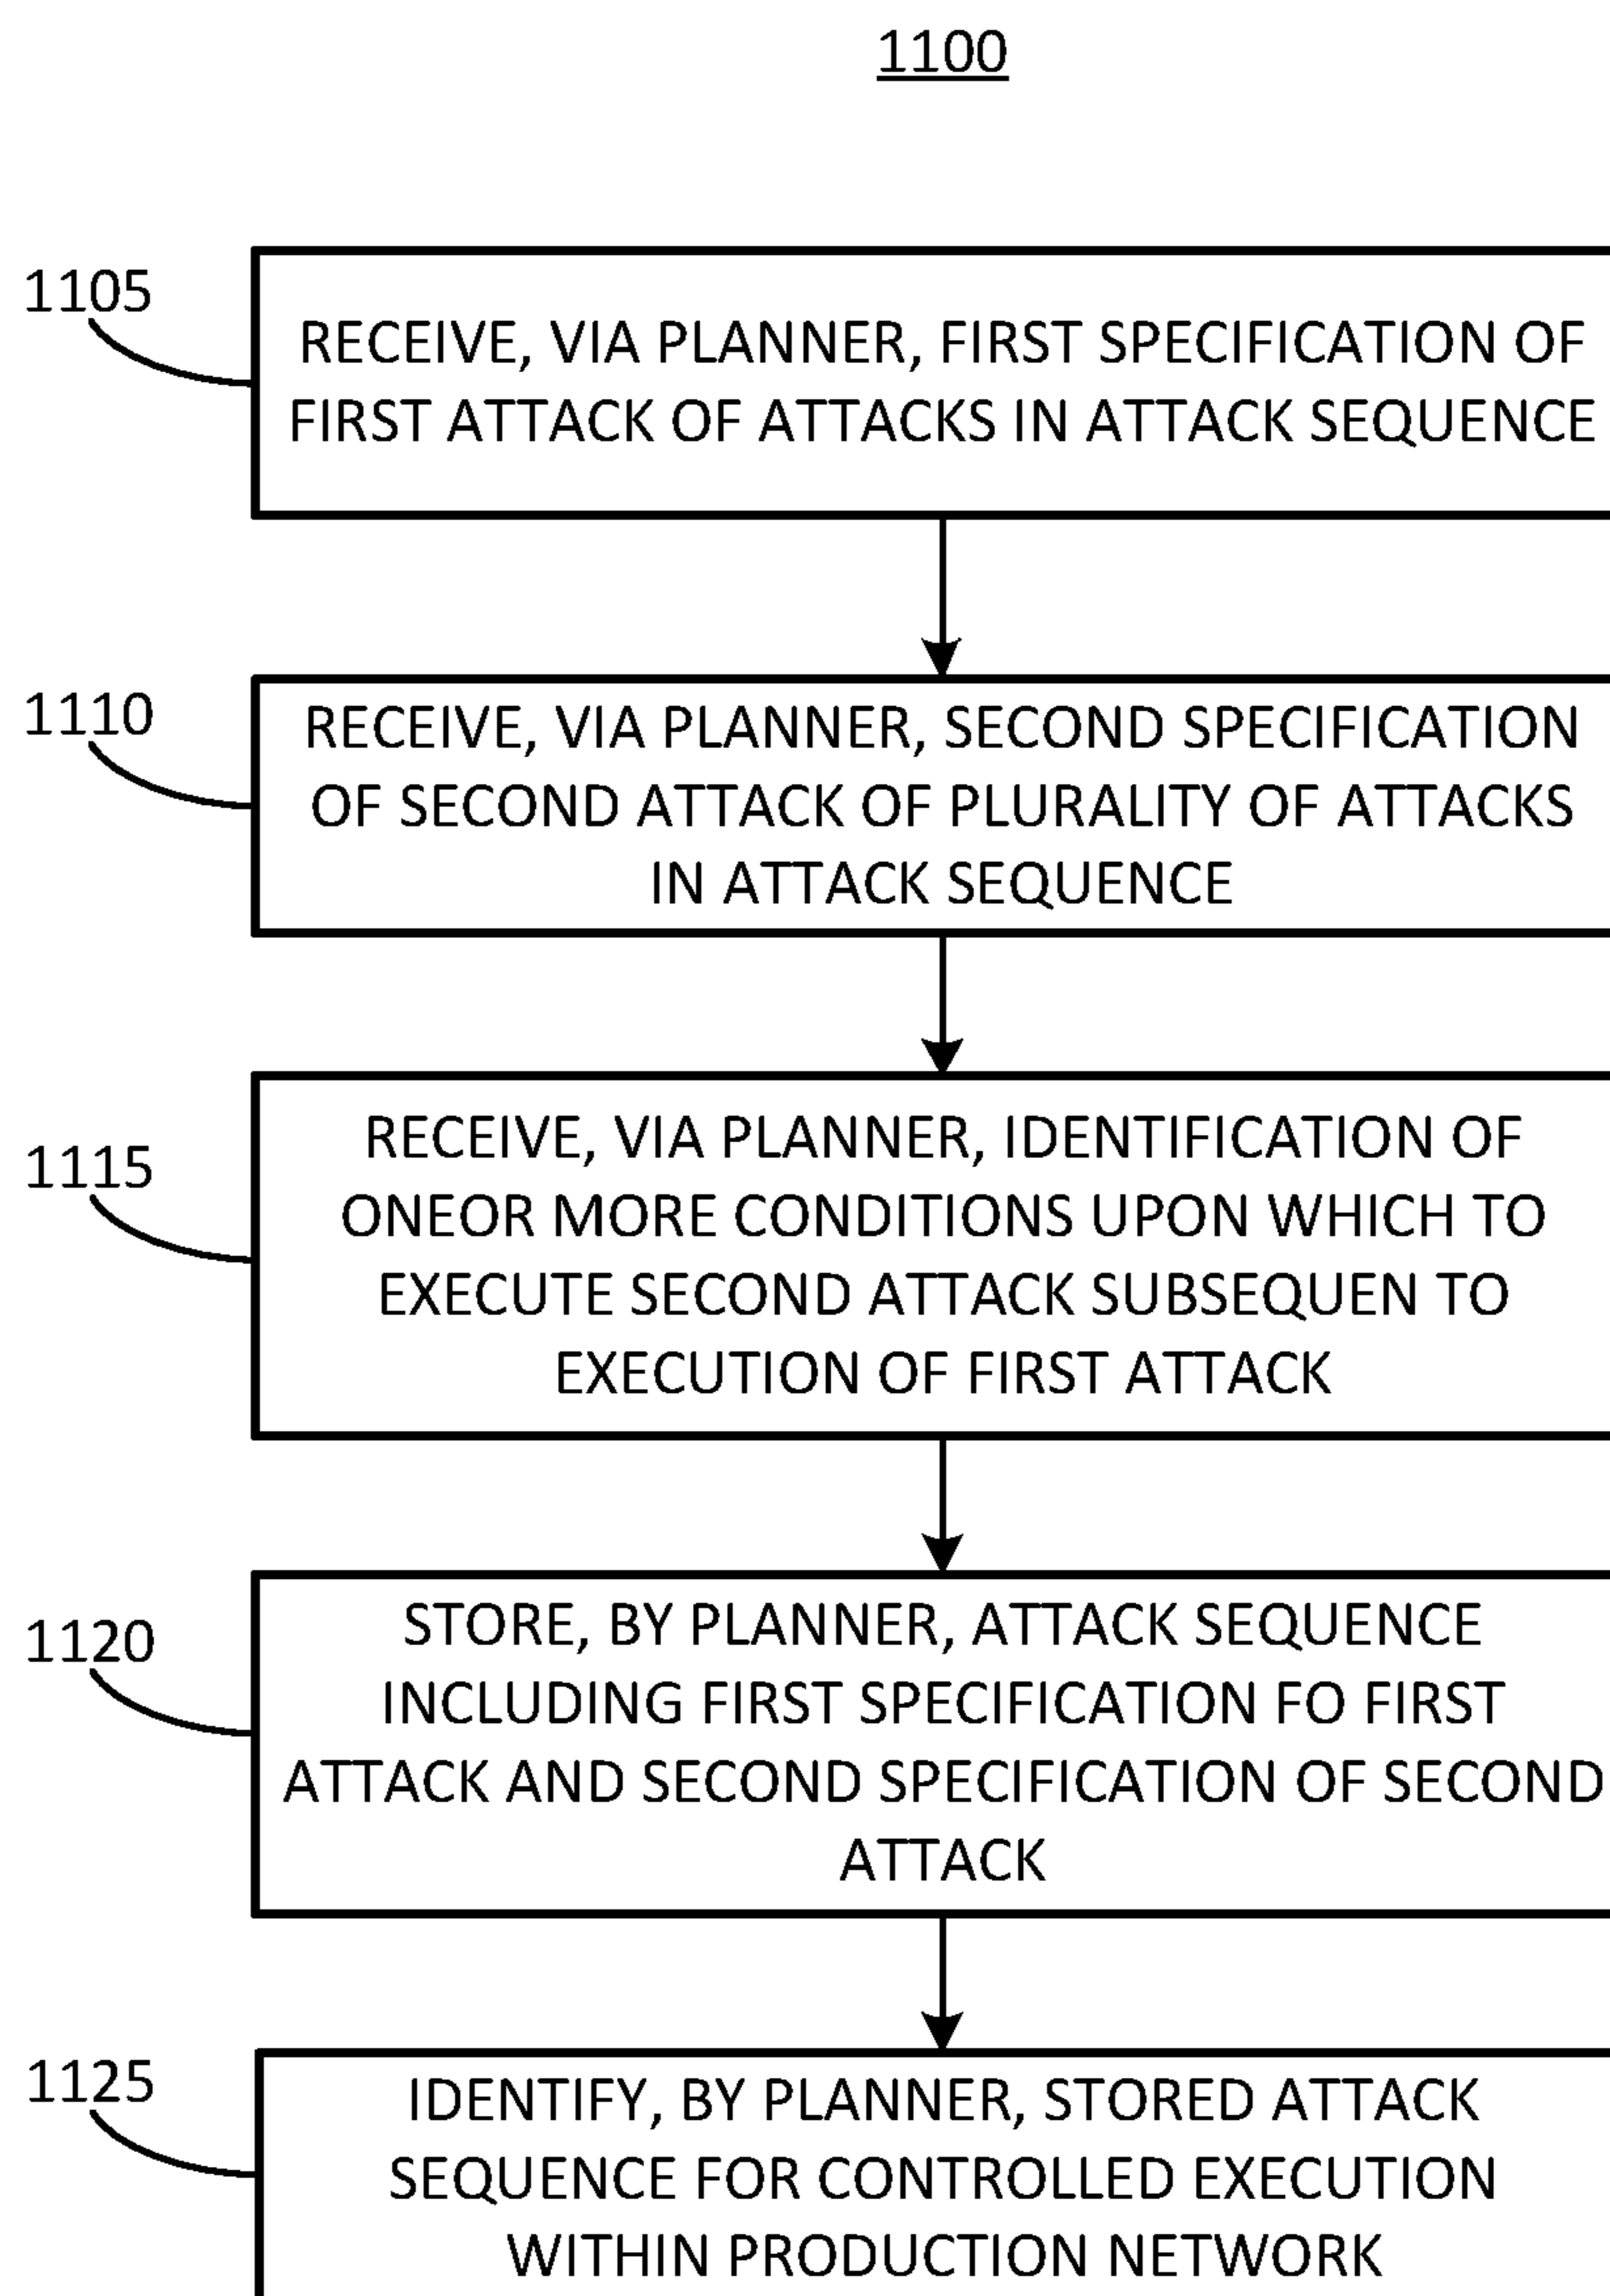 1100
1105
RECEIVE, VIA PLANNER, FIRST SPECIFICATION OF
FIRST ATTACK OF ATTACKS IN ATTACK SEQUENCE
1110
RECEIVE, VIA PLANNER, SECOND SPECIFICATION
OF SECOND ATTACK OF PLURALITY OF ATTACKS
IN ATTACK SEQUENCE
1115
RECEIVE, VIA PLANNER, IDENTIFICATION OF
ONEOR MORE CONDITIONS UPON WHICH TO
EXECUTE SECOND ATTACK SUBSEQUEN TO
EXECUTION OF FIRST ATTACK
1120
STORE, BY PLANNER, ATTACK SEQUENCE
INCLUDING FIRST SPECIFICATION FO FIRST
ATTACK AND SECOND SPECIFICATION OF SECOND
ATTACK
1125
IDENTIFY, BY PLANNER, STORED ATTACK
SEQUENCE FOR CONTROLLED EXECUTION
WITHIN PRODUCTION NETWORK